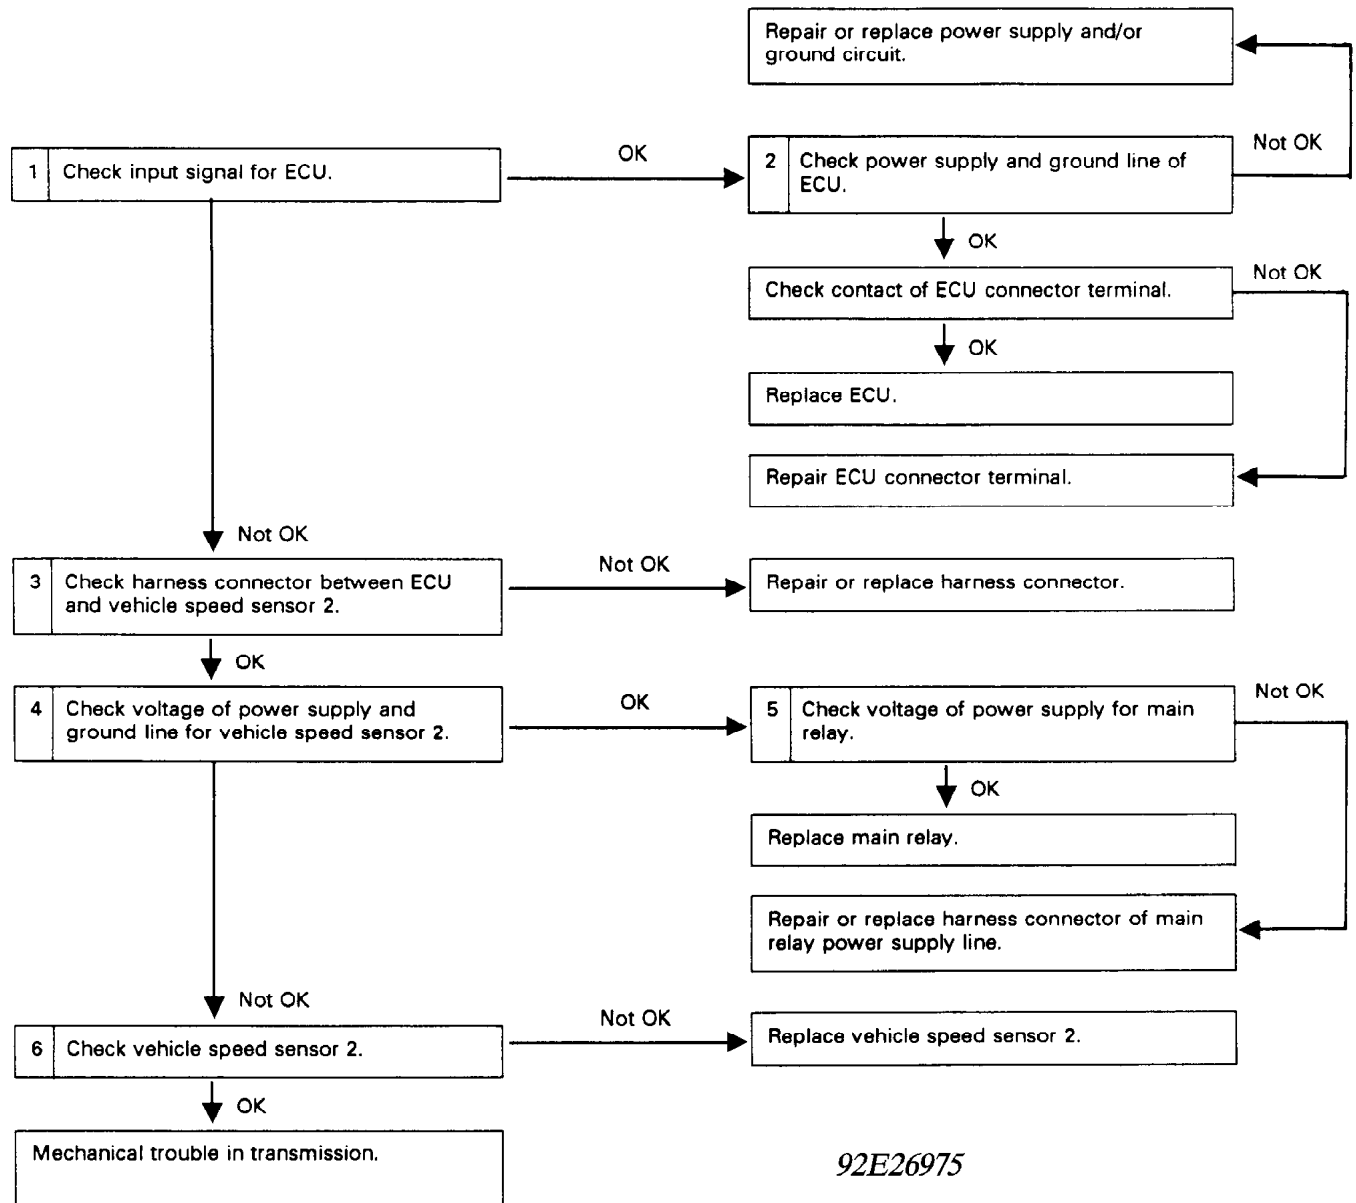 Repair or replace power supply and/or
ground circuit.
1 Check input signal for ECU.
OK
2 Check power supply and ground line of
ECU.
Not OK
OK
Check contact of ECU connector terminal.
Not OK
OK
Replace ECU.
Repair ECU connector terminal.
Not OK
3 Check harness connector between ECU
and vehicle speed sensor 2.
Not OK
Repair or replace harness connector.
OK
4 Check voltage of power supply and
ground line for vehicle speed sensor 2.
OK
5 Check voltage of power supply for main
relay.
Not OK
OK
Replace main relay.
Repair or replace harness connector of main
relay power supply line.
Not OK
6 Check vehicle speed sensor 2.
Not OK
Replace vehicle speed sensor 2.
OK
Mechanical trouble in transmission.
92E26975